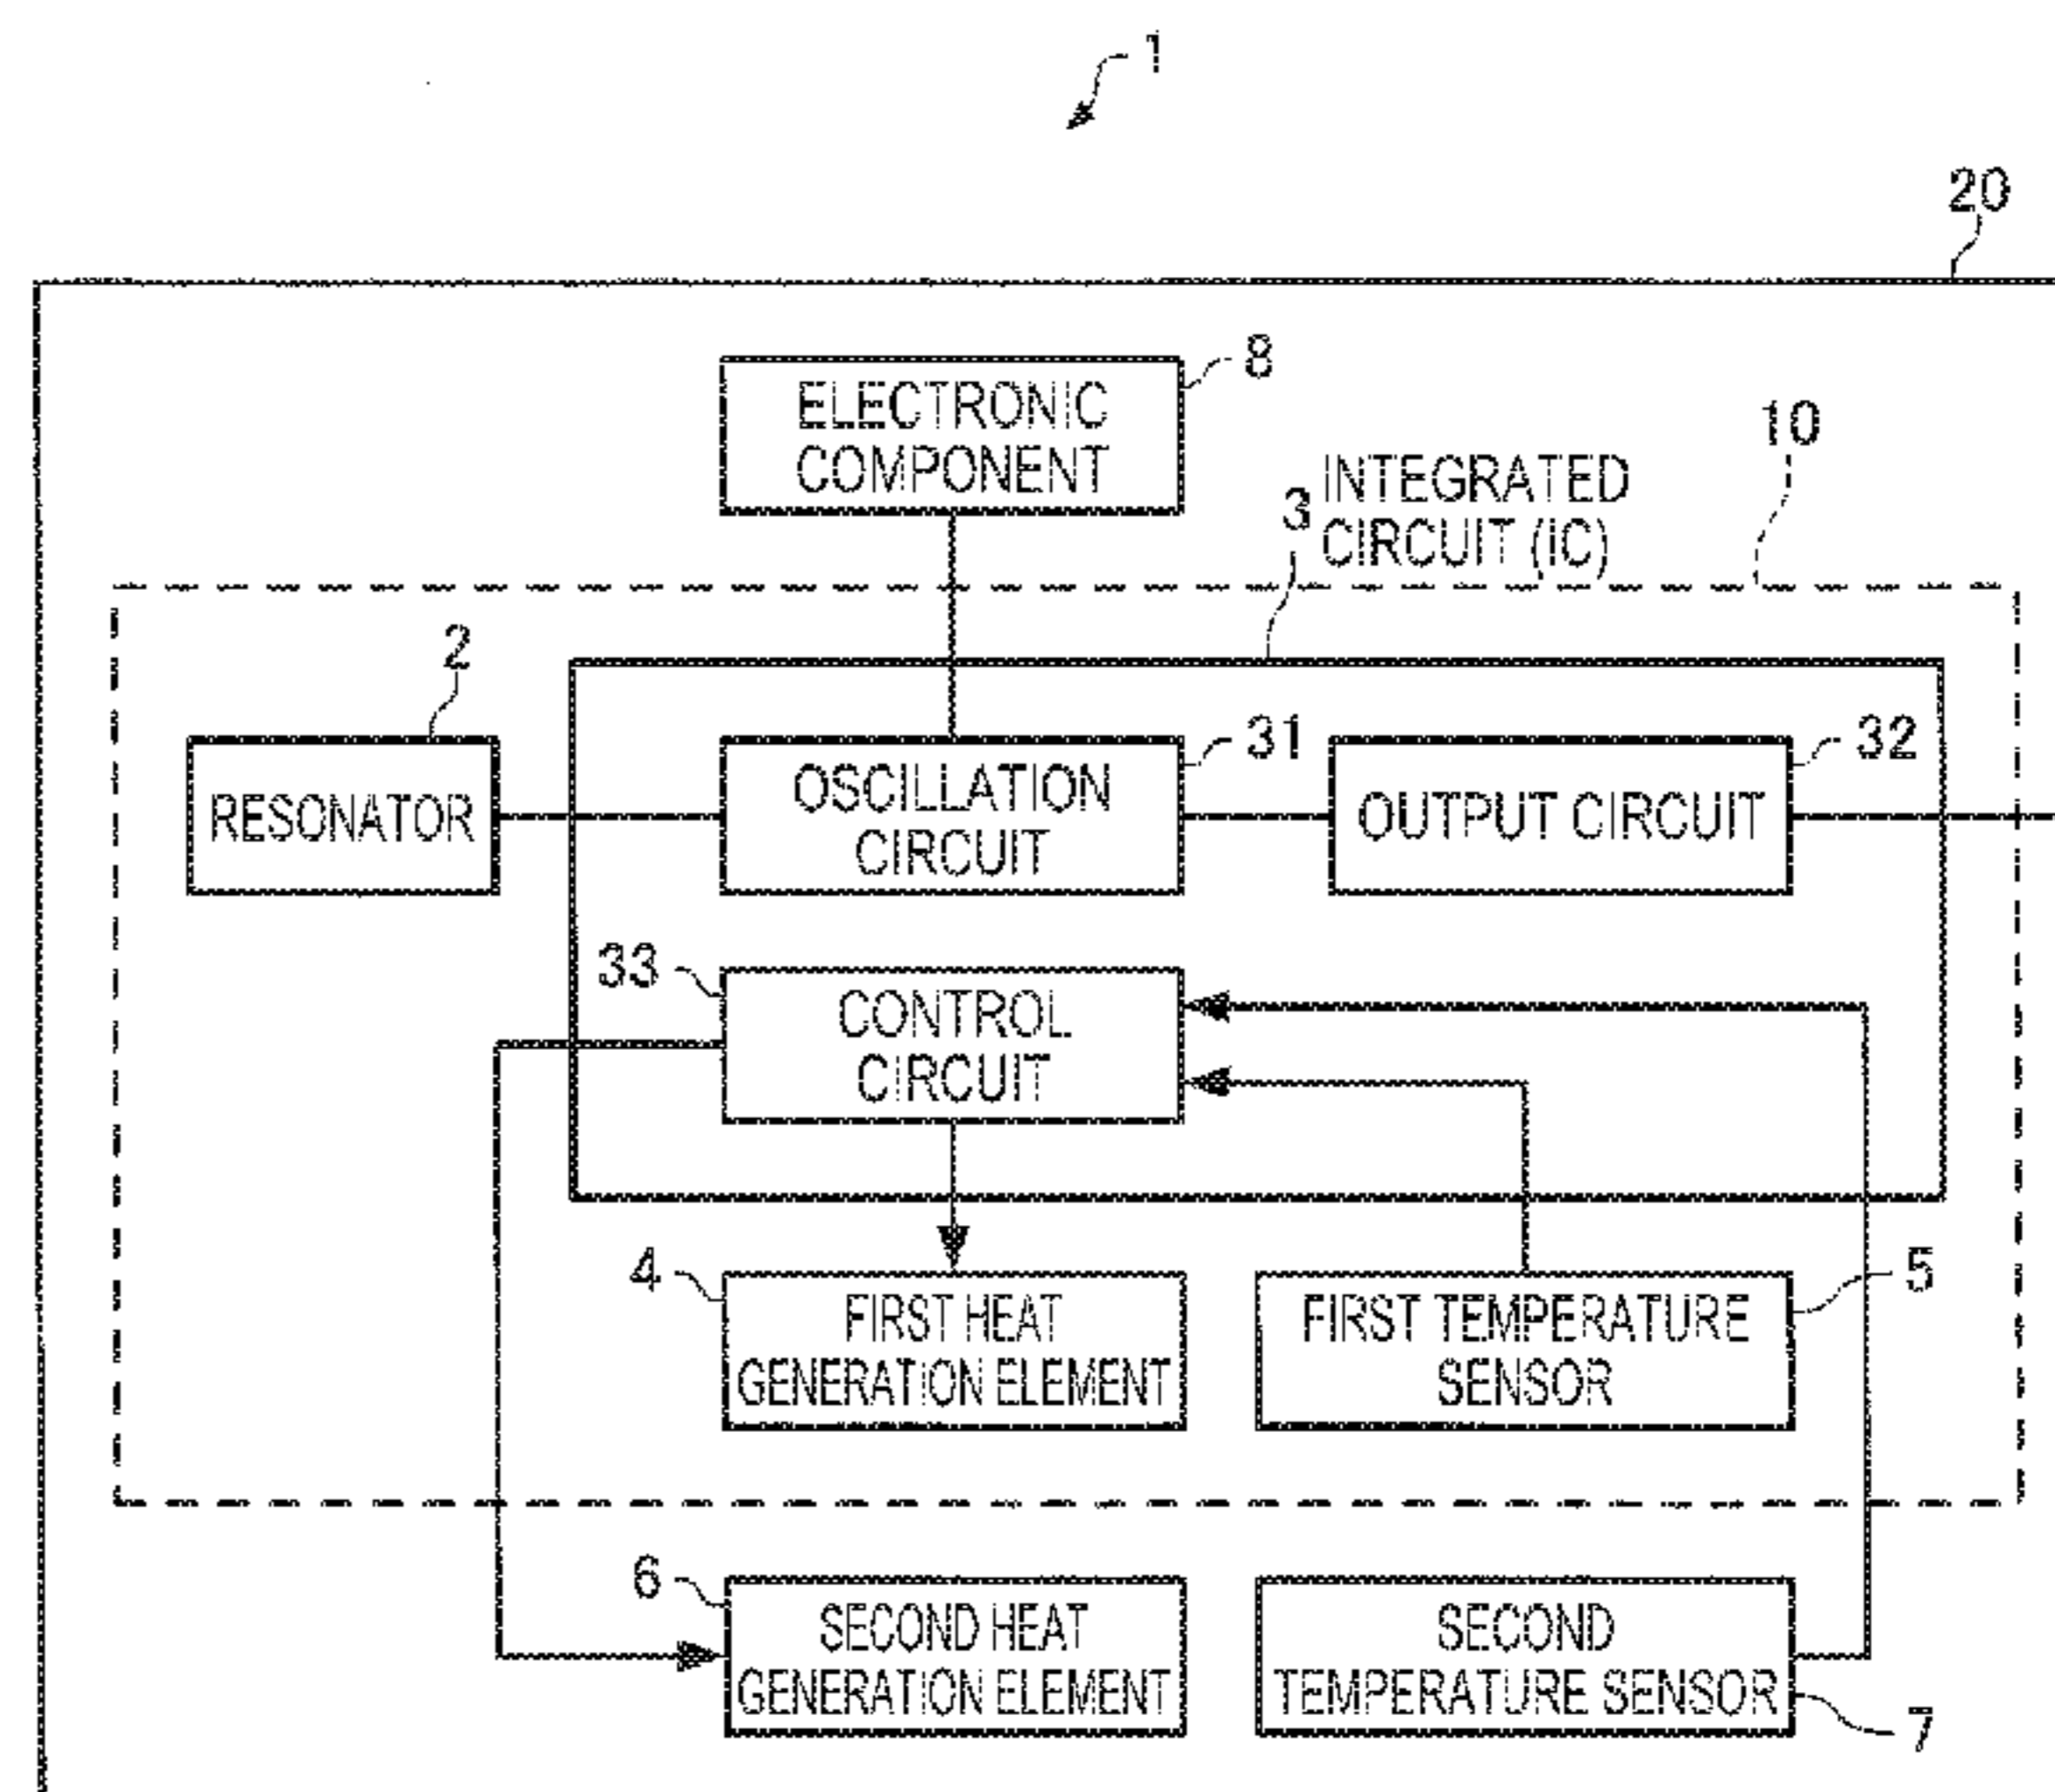 1
20
8
ELECTRONIC
COMPONENT
10
3 INTEGRATED
CIRCUIT (IC)
2
31
32
RESONATOR
OSCILLATION
CIRCUIT
OUTPUT CIRCUIT
33
CONTROL
CIRCUIT
4
5
FIRST HEAT
GENERATION ELEMENT
FIRST TEMPERATURE
SENSOR
6
SECOND HEAT
GENERATION ELEMENT
SECOND
TEMPERATURE SENSOR
7